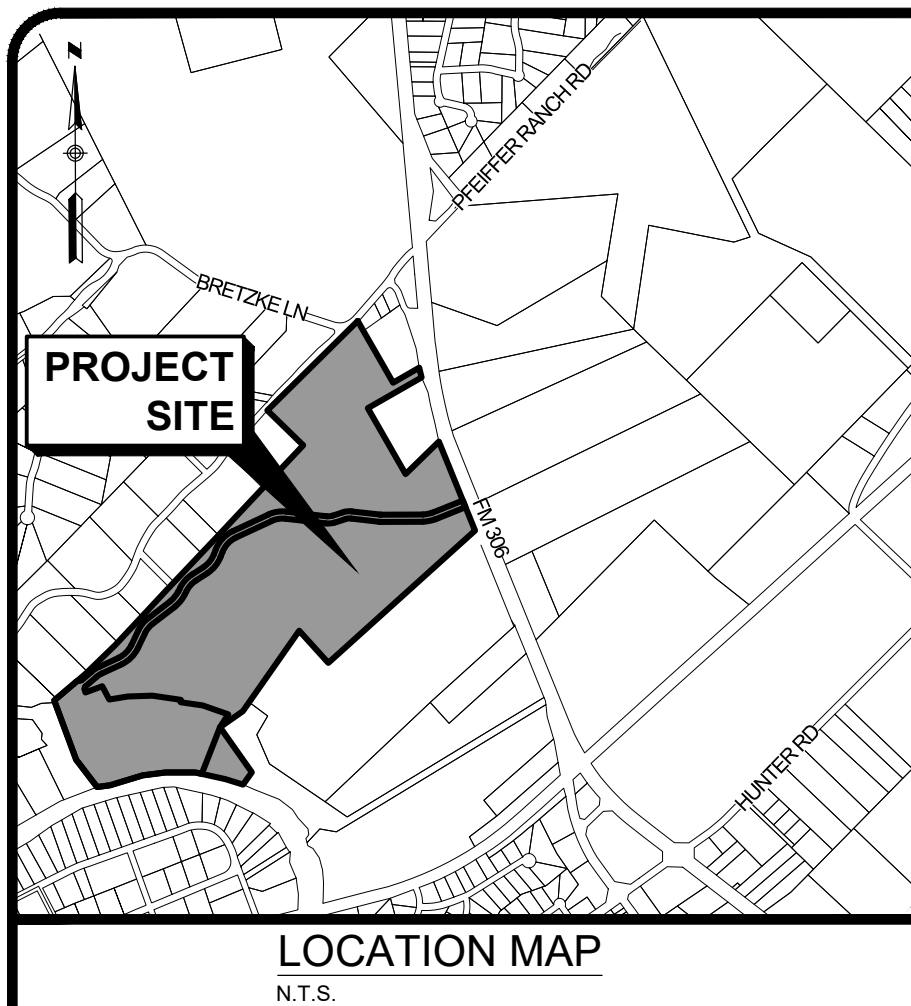 N
PFEIFFER RANCH RD
BRETZKE LN
PROJECT
SITE
FM 306
HUNTER RD
LOCATION MAP
N.T.S.